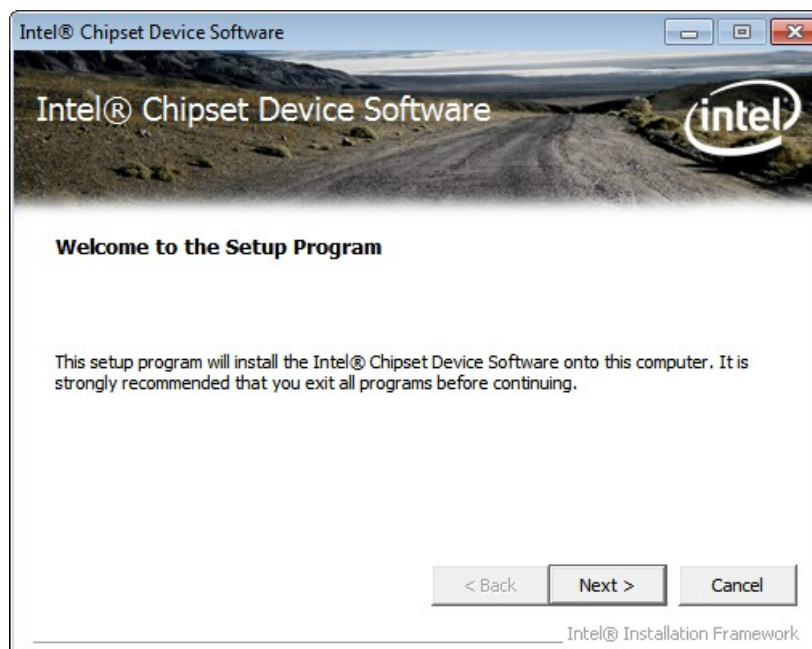 Intel® Chipset Device Software
Intel® Chipset Device Software
intel
Welcome to the Setup Program
This setup program will install the Intel® Chipset Device Software onto this computer. It is
strongly recommended that you exit all programs before continuing.
< Back Next > Cancel
Intel® Installation Framework